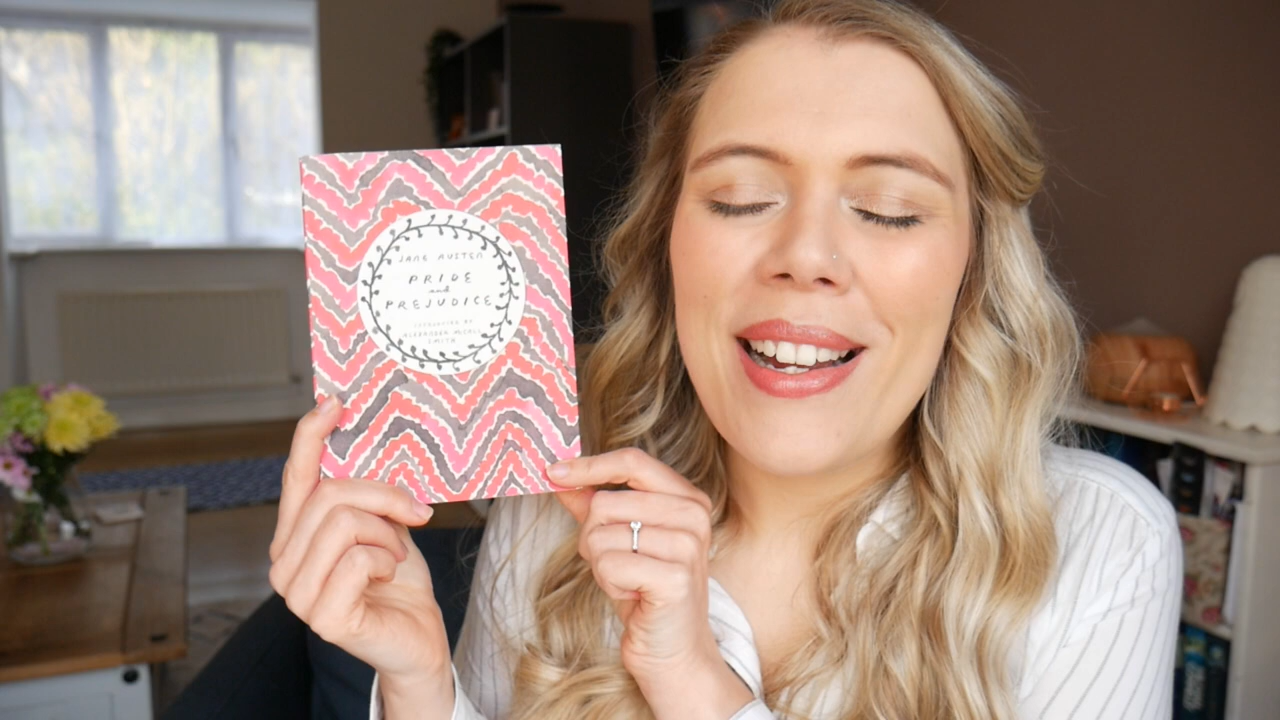 JANE AUSTEN
PRIDE
and
PREJUDICE
INTRODUCTION BY
ALEXANDER MCCALL
SMITH